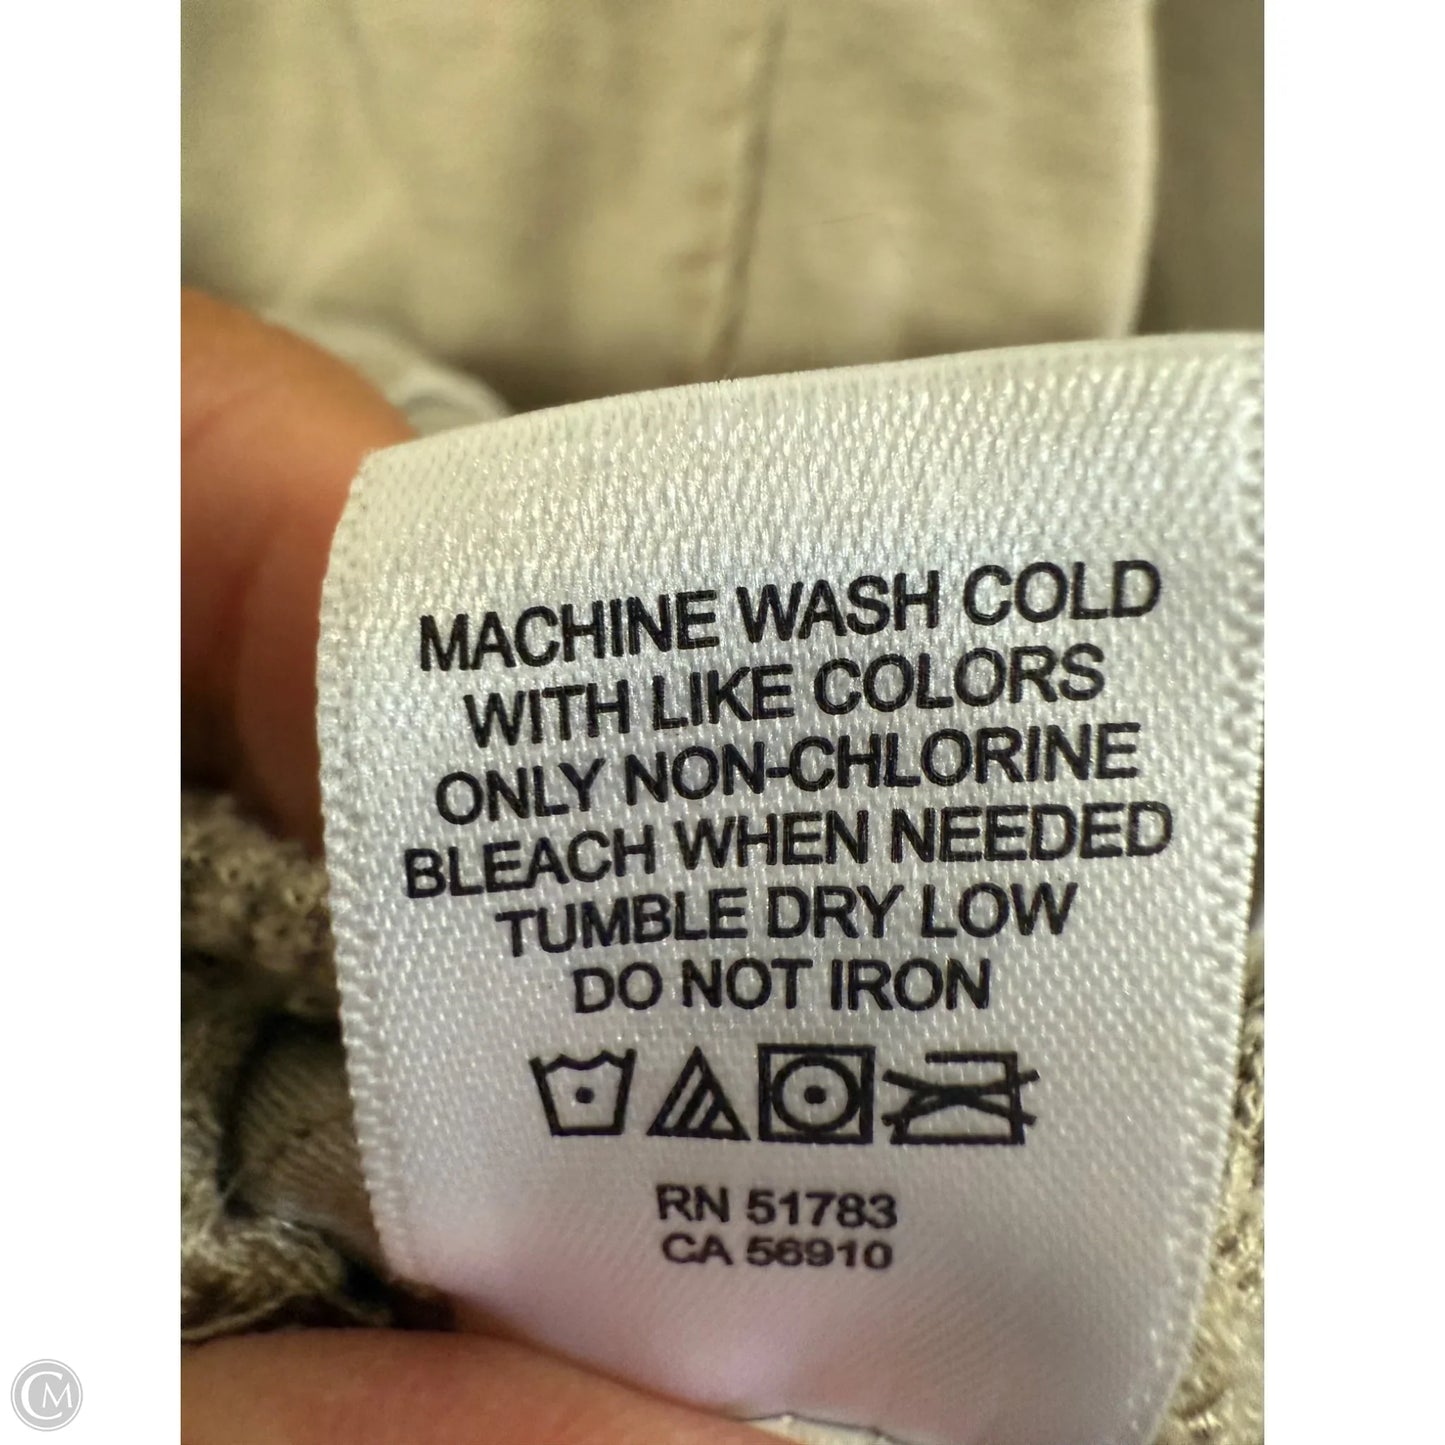 MACHINE WASH COLD
WITH LIKE COLORS
ONLY NON-CHLORINE
BLEACH WHEN NEEDED
TUMBLE DRY LOW
DO NOT IRON
RN 51783
CA 56910
CM